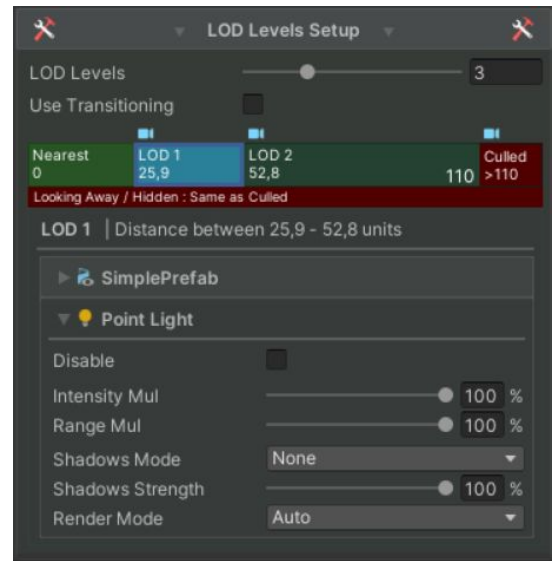 LOD Levels Setup
LOD Levels 3
Use Transitioning
Nearest LOD 1 LOD 2 Culled
0 25,9 52,8 110 >110
Looking Away / Hidden : Same as Culled
LOD 1 | Distance between 25,9 - 52,8 units
SimplePrefab
Point Light
Disable
Intensity Mul 100 %
Range Mul 100 %
Shadows Mode None
Shadows Strength 100 %
Render Mode Auto